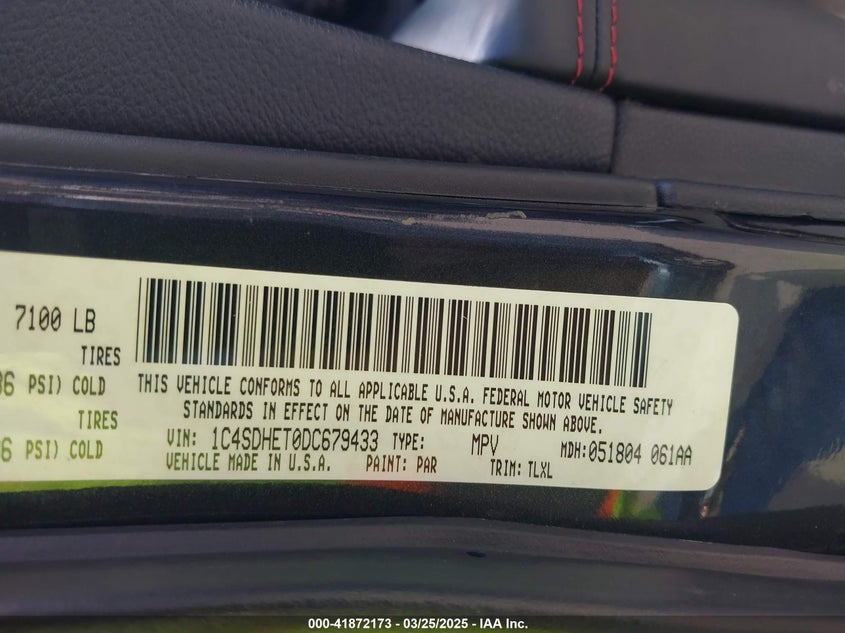 7100 LB
TIRES
36 PSI) COLD
TIRES
6 PSI) COLD
THIS VEHICLE CONFORMS TO ALL APPLICABLE U.S.A. FEDERAL MOTOR VEHICLE SAFETY
STANDARDS IN EFFECT ON THE DATE OF MANUFACTURE SHOWN ABOVE.
VIN: 1C4SDHET0DC679433 TYPE: MPV MDH:051804 061AA
VEHICLE MADE IN U.S.A. PAINT: PAR TRIM: TLXL
000-41872173 - 03/25/2025 - IAA Inc.